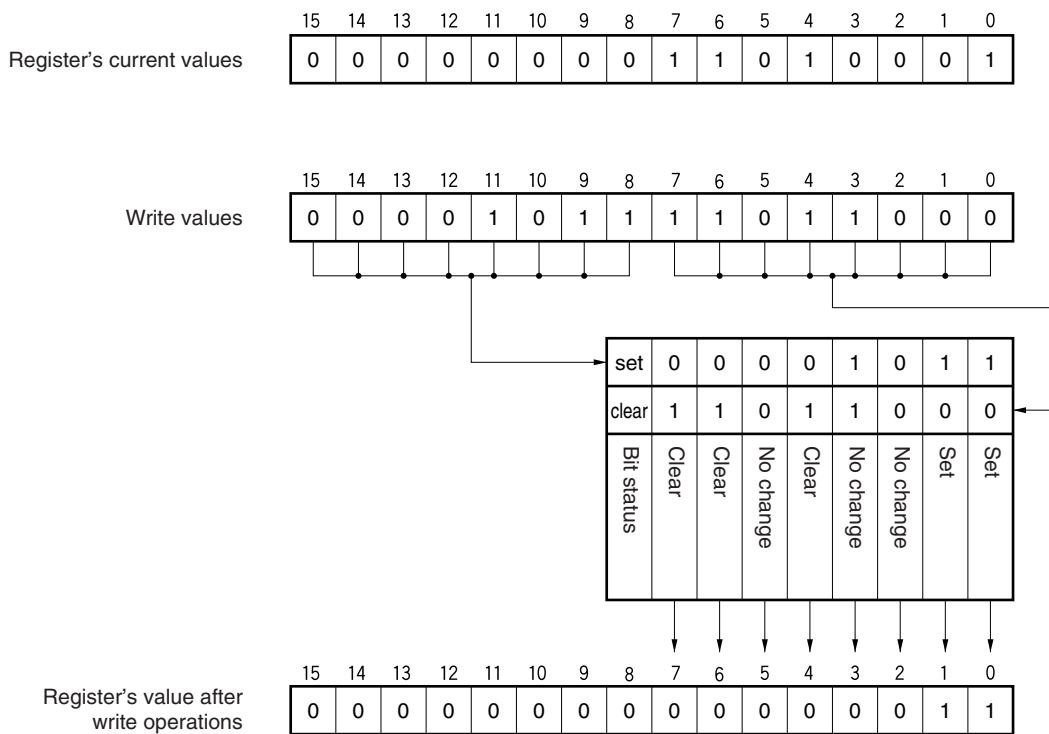 15 14 13 12 11 10 9 8 7 6 5 4 3 2 1 0
Register's current values 0 0 0 0 0 0 0 0 1 1 0 1 0 0 0 1
15 14 13 12 11 10 9 8 7 6 5 4 3 2 1 0
Write values 0 0 0 0 1 0 1 1 1 1 0 1 1 0 0 0
set 0 0 0 0 1 0 1 1
clear 1 1 0 1 1 0 0 0
Bit status Clear Clear No change Clear No change No change Set Set
15 14 13 12 11 10 9 8 7 6 5 4 3 2 1 0
Register's value after
write operations 0 0 0 0 0 0 0 0 0 0 0 0 0 0 1 1